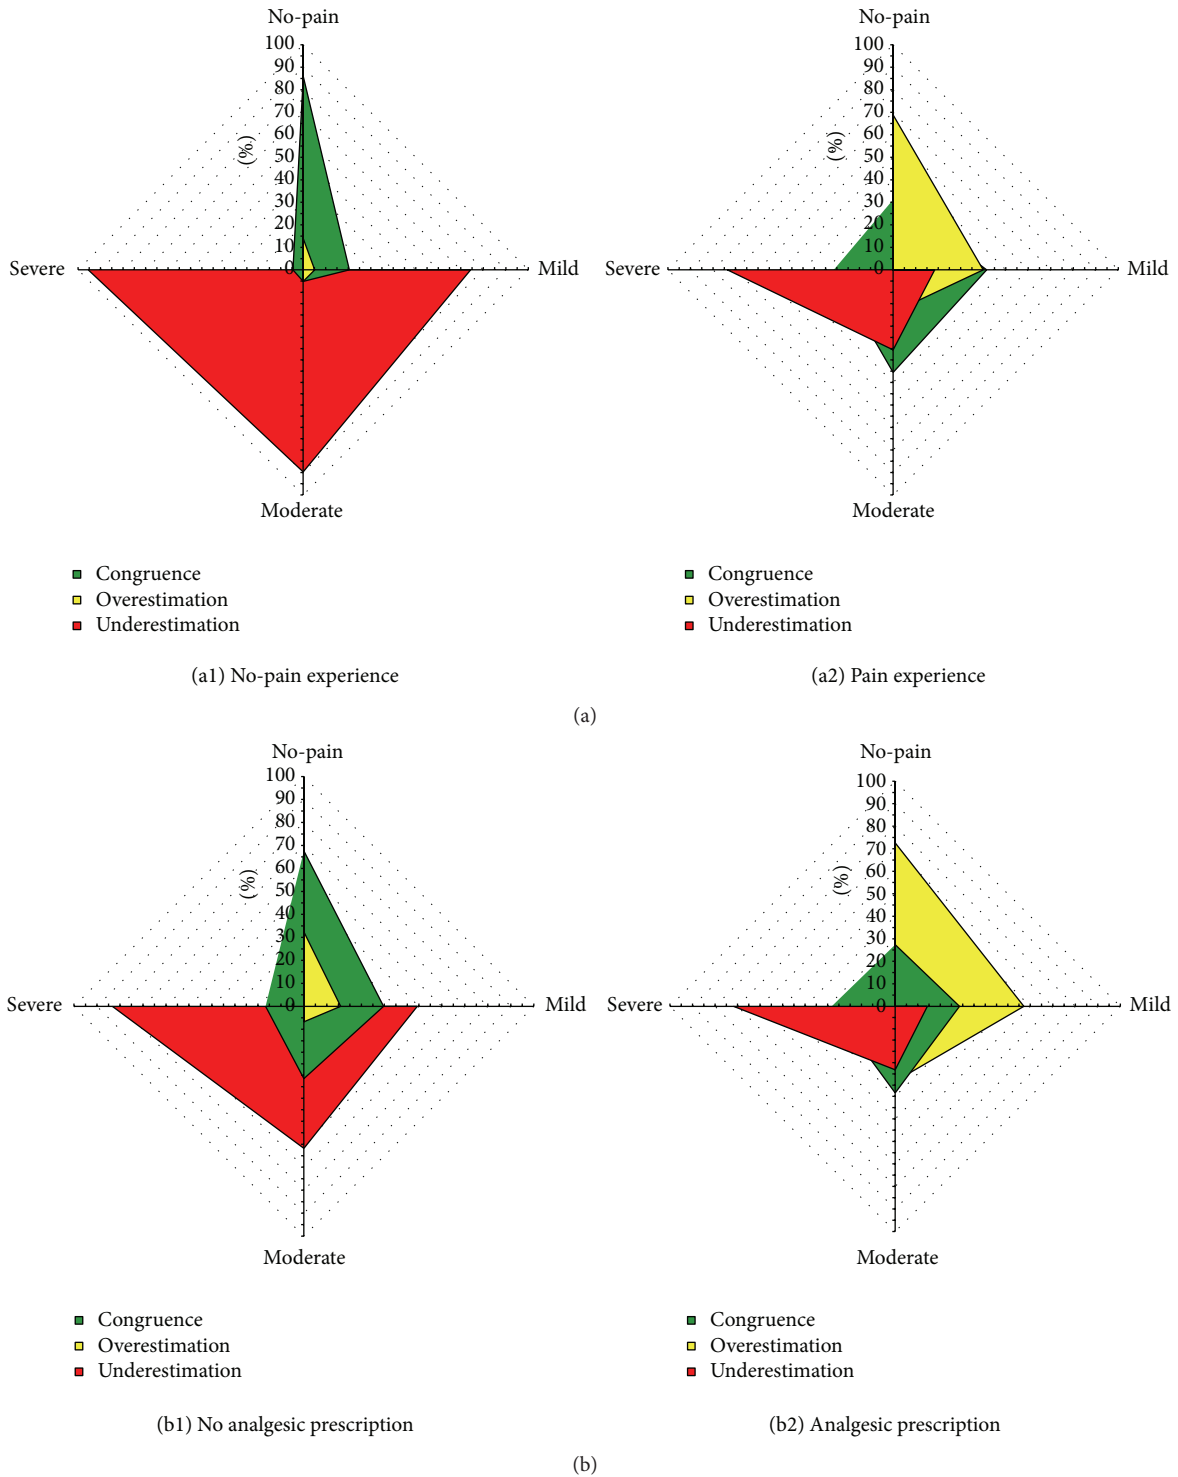 No-pain
100
90
80
70
60
50
40
30
20
10
0
(%)
Severe
Mild
Moderate
Congruence
Overestimation
Underestimation
(a1) No-pain experience
No-pain
100
90
80
70
60
50
40
30
20
10
0
(%)
Severe
Mild
Moderate
Congruence
Overestimation
Underestimation
(a2) Pain experience
(a)
No-pain
100
90
80
70
60
50
40
30
20
10
0
(%)
Severe
Mild
Moderate
Congruence
Overestimation
Underestimation
(b1) No analgesic prescription
No-pain
100
90
80
70
60
50
40
30
20
10
0
(%)
Severe
Mild
Moderate
Congruence
Overestimation
Underestimation
(b2) Analgesic prescription
(b)